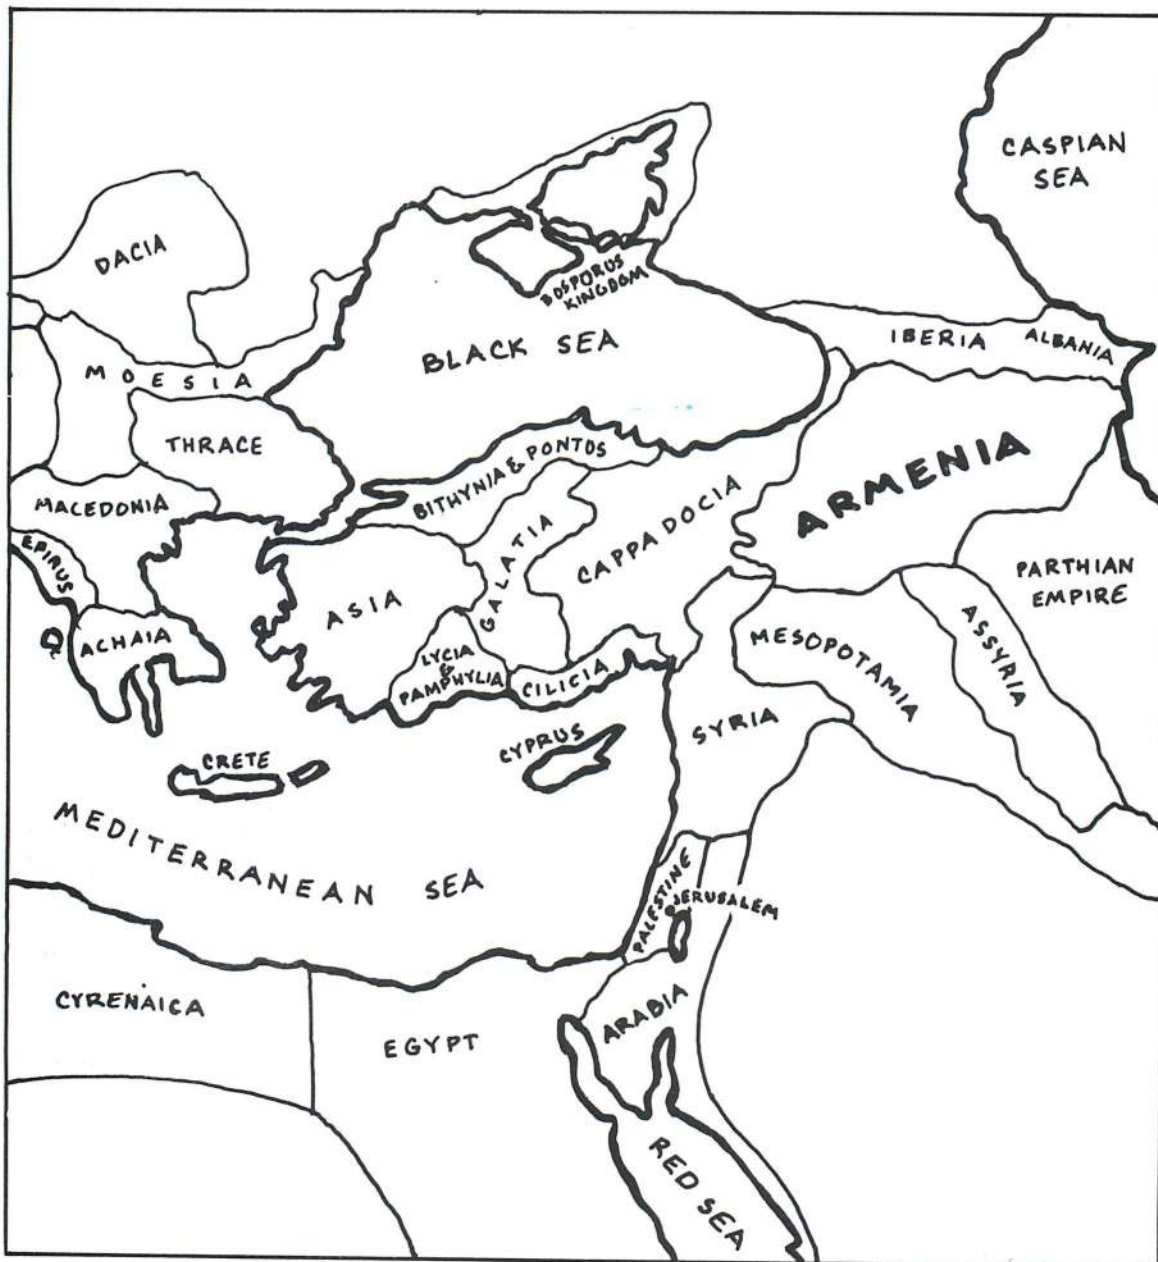 CASPIAN
SEA
DACIA
BOSPORUS
KINGDOM
BLACK SEA
IBERIA
ALBANIA
MOESIA
THRACE
BITHYNIA & PONTOS
ARMENIA
MACEDONIA
CAPPADOCIA
GALATIA
EPIRUS
ASIA
PARTHIAN
EMPIRE
ACHAIA
LYCIA
&
PAMPHYLIA
CILICIA
MESOPOTAMIA
ASSYRIA
SYRIA
CYPRUS
CRETE
MEDITERRANEAN SEA
PALESTINE
JERUSALEM
CYRENAICA
EGYPT
ARABIA
RED SEA